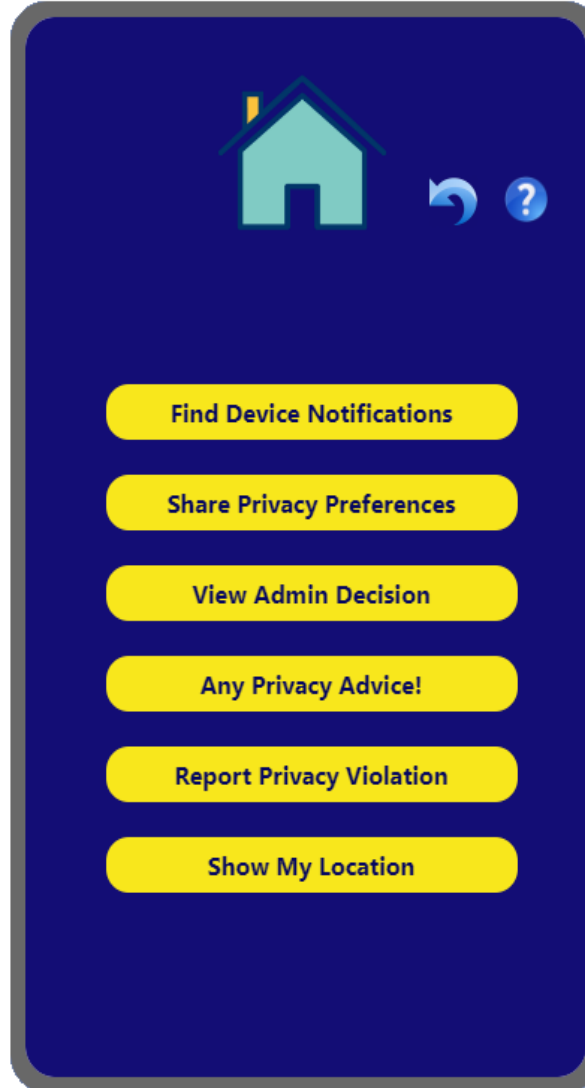 ?
Find Device Notifications
Share Privacy Preferences
View Admin Decision
Any Privacy Advice!
Report Privacy Violation
Show My Location